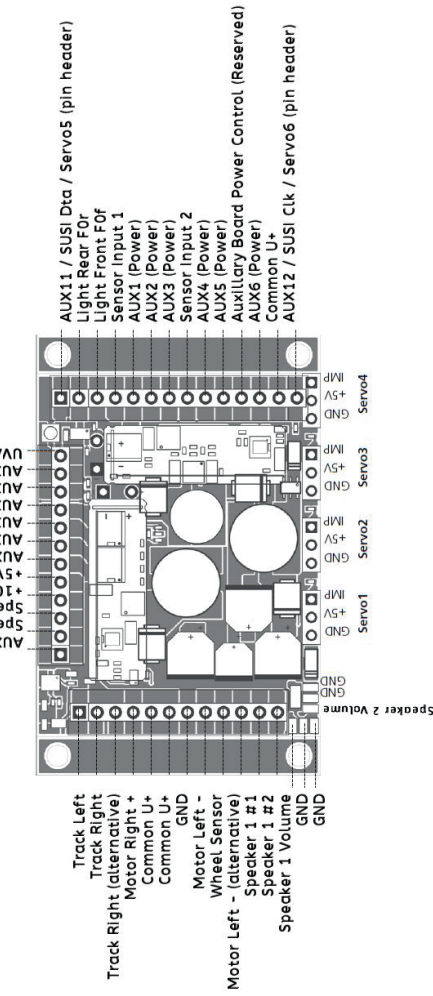 AUX11 / SUSI Dta / Servo5 (pin header)
Light Rear F0r
Light Front F0f
Sensor Input 1
AUX1 (Power)
AUX2 (Power)
AUX3 (Power)
Sensor Input 2
AUX4 (Power)
AUX5 (Power)
Auxillary Board Power Control (Reserved)
AUX6 (Power)
Common U+
AUX12 / SUSI Clk / Servo6 (pin header)
IMP
+5V
GND
Servo4
IMP
+5V
GND
Servo3
IMP
+5V
GND
Servo2
IMP
+5V
GND
Servo1
GND
GND
Speaker 2 Volume
+5V
Track Left
Track Right
Track Right (alternative)
Motor Right +
Common U+
Common U+
GND
Motor Left -
Wheel Sensor
Motor Left - (alternative)
Speaker 1 #1
Speaker 1 #2
Speaker 1 Volume
GND
GND